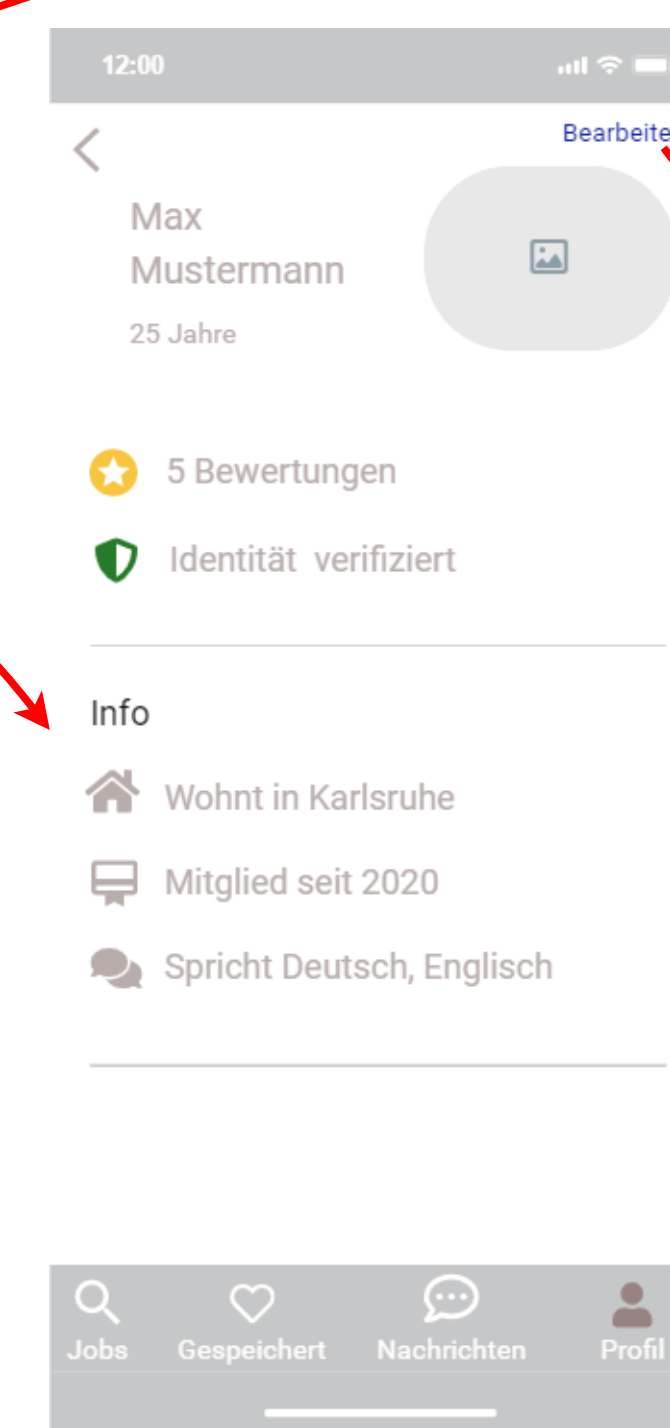 12:00
Bearbeite
Max
Mustermann
25 Jahre
5 Bewertungen
Identität verifiziert
Info
Wohnt in Karlsruhe
Mitglied seit 2020
Spricht Deutsch, Englisch
Jobs Gespeichert Nachrichten Profil